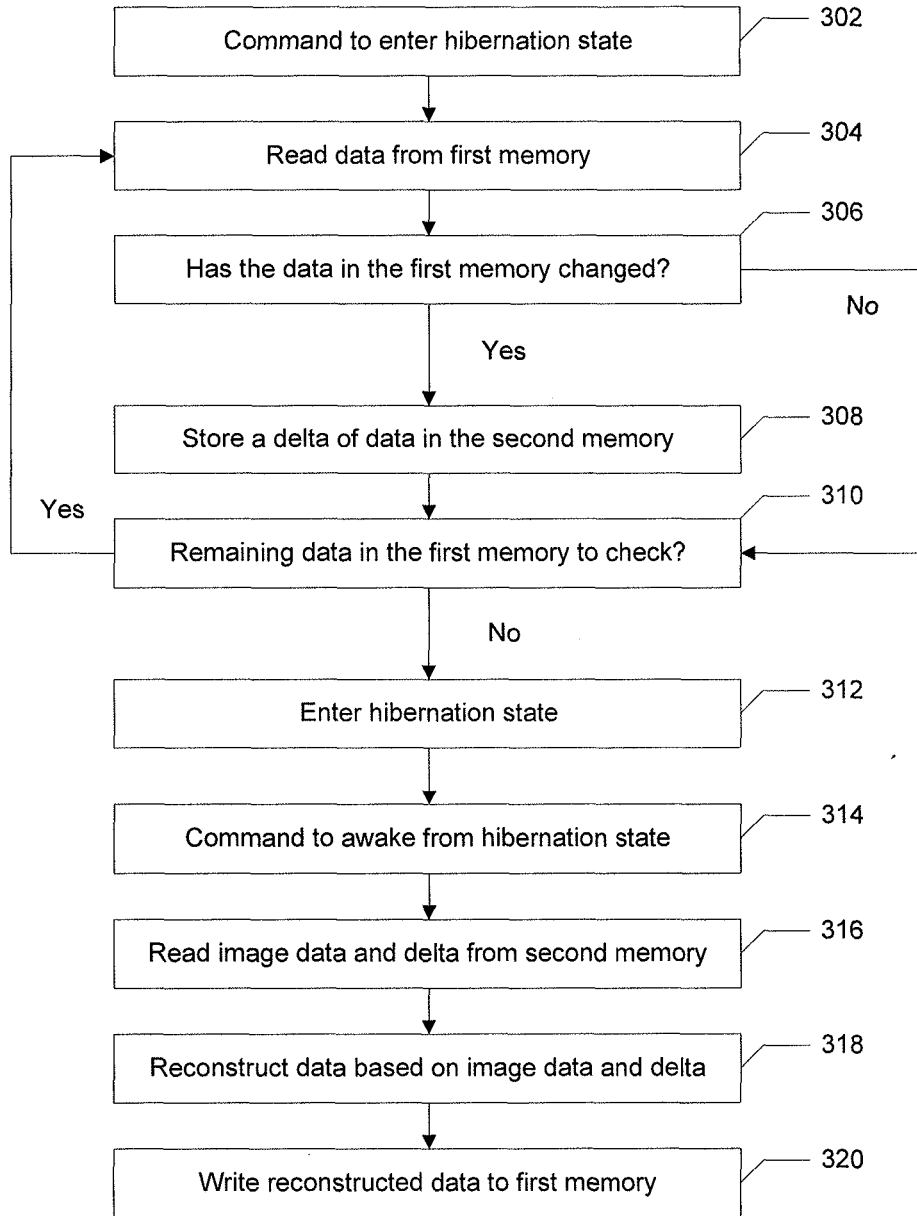 Command to enter hibernation state
302
Read data from first memory
304
Has the data in the first memory changed?
306
No
Yes
Store a delta of data in the second memory
308
Yes
Remaining data in the first memory to check?
310
No
Enter hibernation state
312
Command to awake from hibernation state
314
Read image data and delta from second memory
316
Reconstruct data based on image data and delta
318
Write reconstructed data to first memory
320